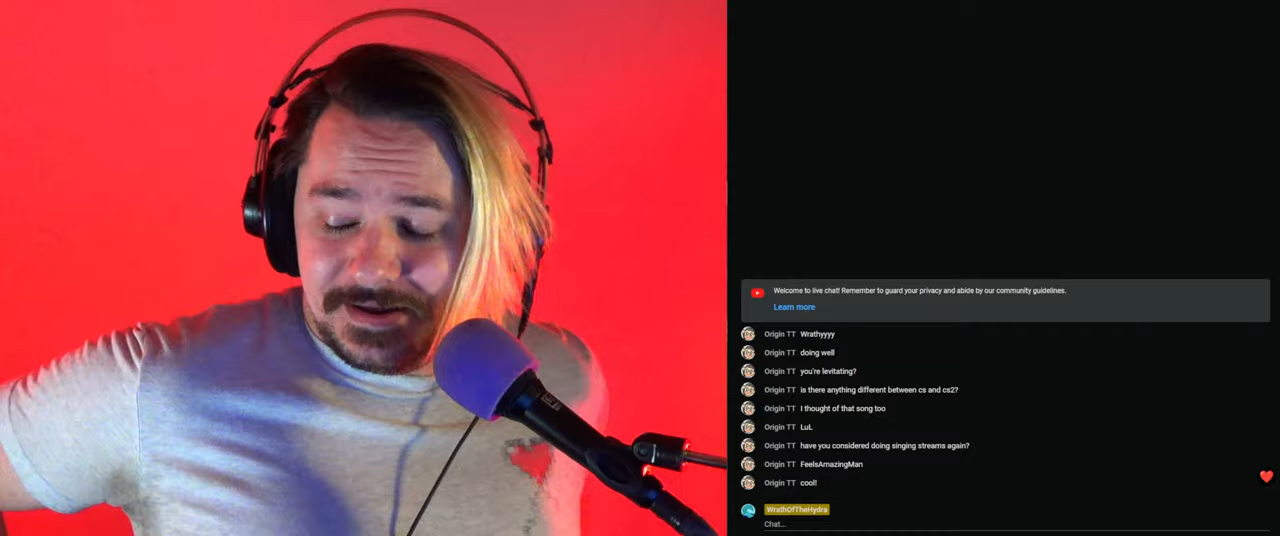 Welcome to live chat! Remember to guard your privacy and abide by our community guidelines.
Learn more
Origin TT Wrathyyyy
Origin TT doing well
Origin TT you're levitating?
Origin TT is there anything different between cs and cs2?
Origin TT I thought of that song too
Origin TT LuL
Origin TT have you considered doing singing streams again?
Origin TT FeelsAmazingMan
Origin TT cool!
WrathOfTheHydra
Chat...